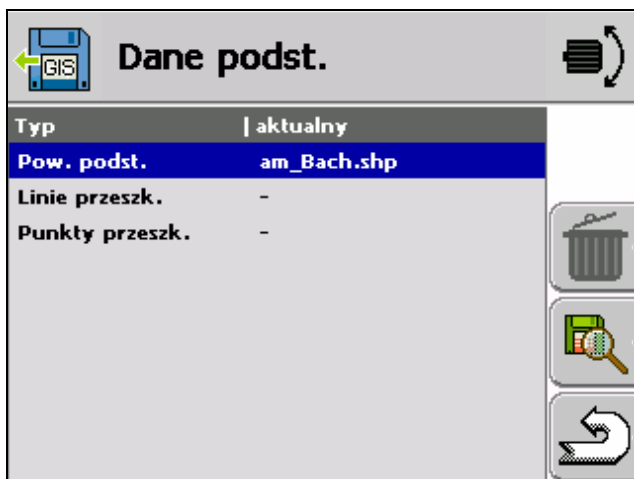 GIS
Dane podst.
Typ | aktualny
Pow. podst. am_Bach.shp
Linie przeszk. -
Punkty przeszk. -